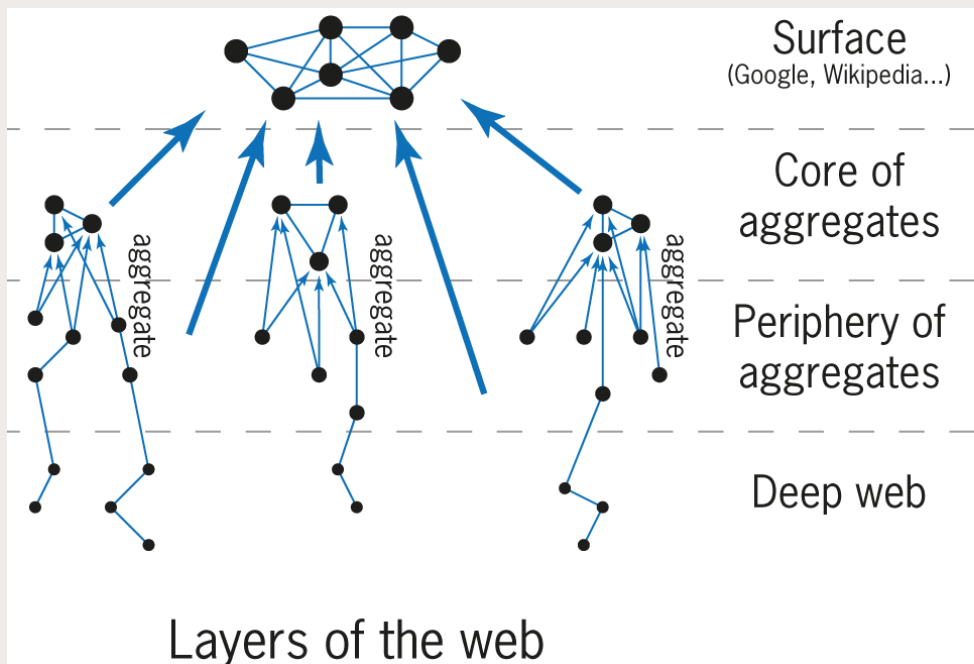 Surface
(Google, Wikipedia...)
Core of
aggregates
aggregate
aggregate
aggregate
Periphery of
aggregates
Deep web
Layers of the web